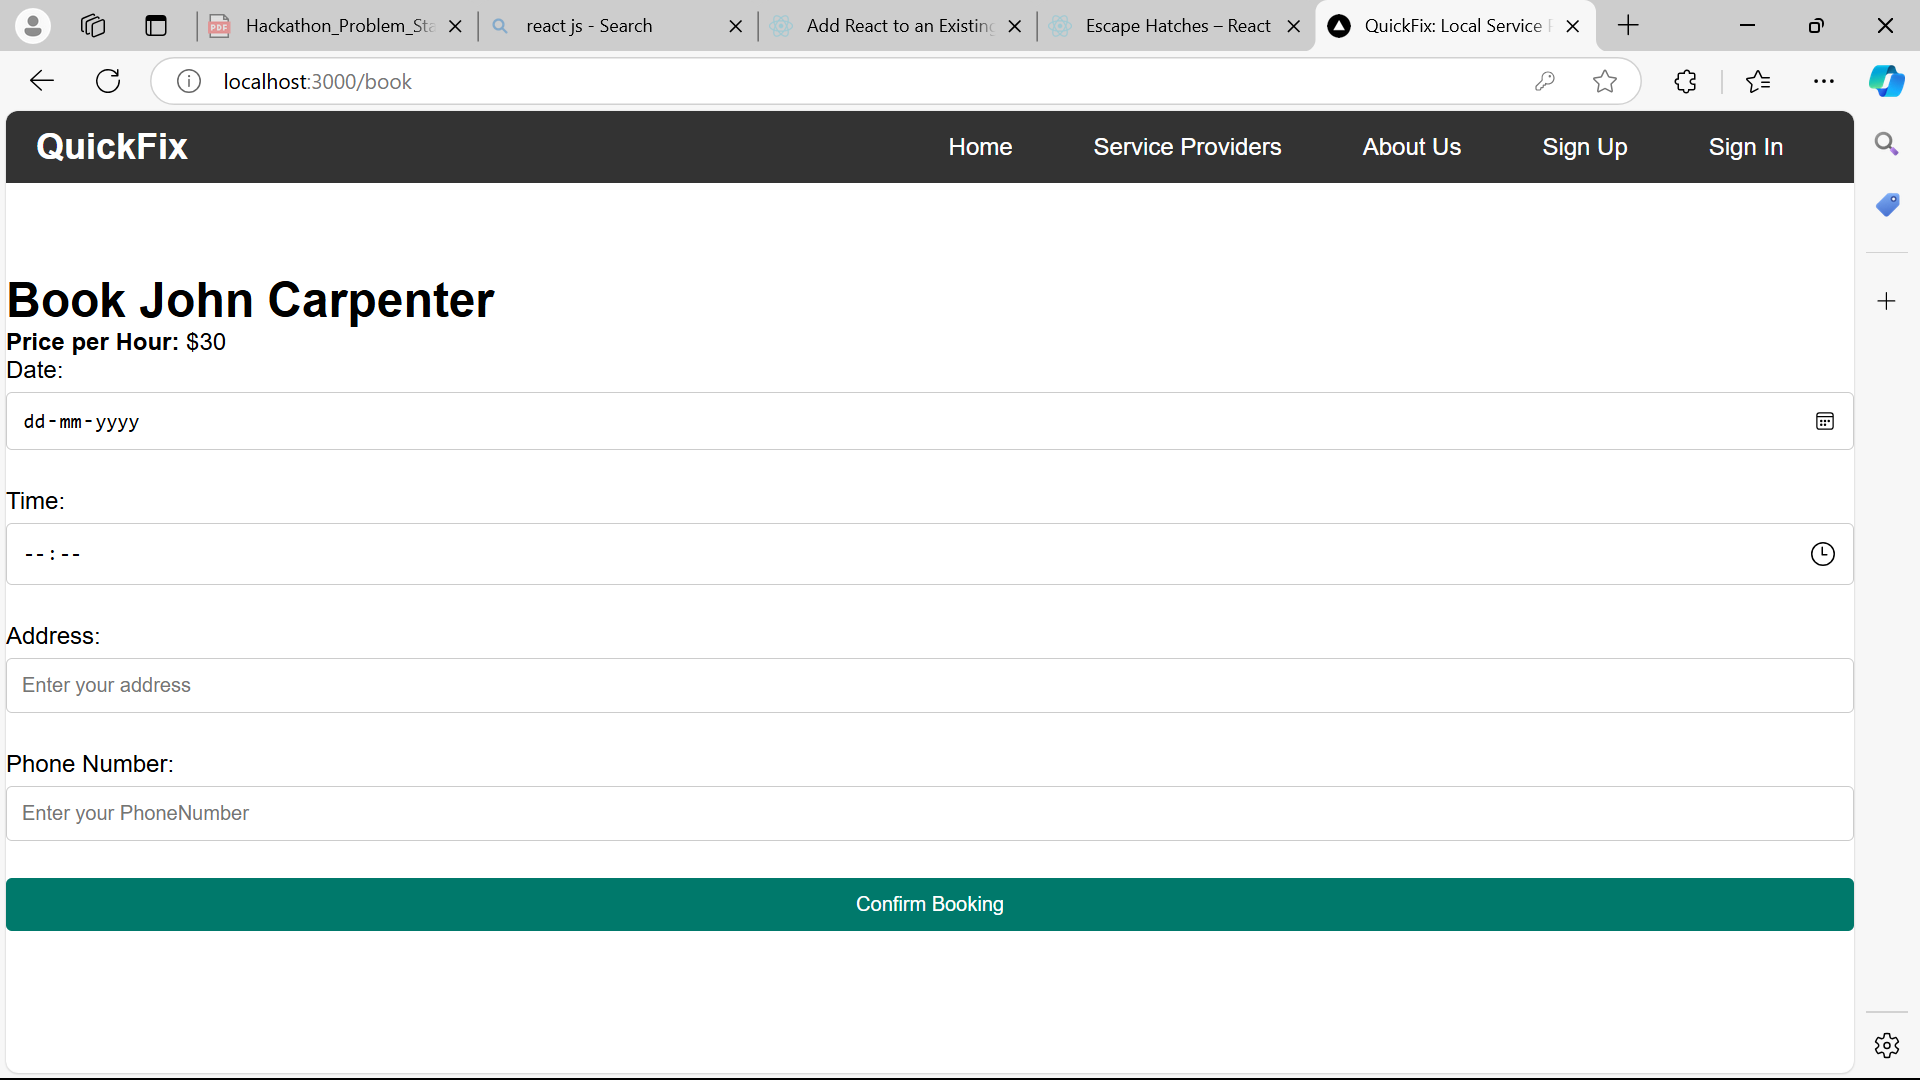 Hackathon_Problem_Sta
react js - Search
Add React to an Existing
Escape Hatches – React
QuickFix: Local Service P
localhost:3000/book
QuickFix
Home
Service Providers
About Us
Sign Up
Sign In
Book John Carpenter
Price per Hour: $30
Date:
dd-mm-yyyy
Time:
--:--
Address:
Enter your address
Phone Number:
Enter your PhoneNumber
Confirm Booking